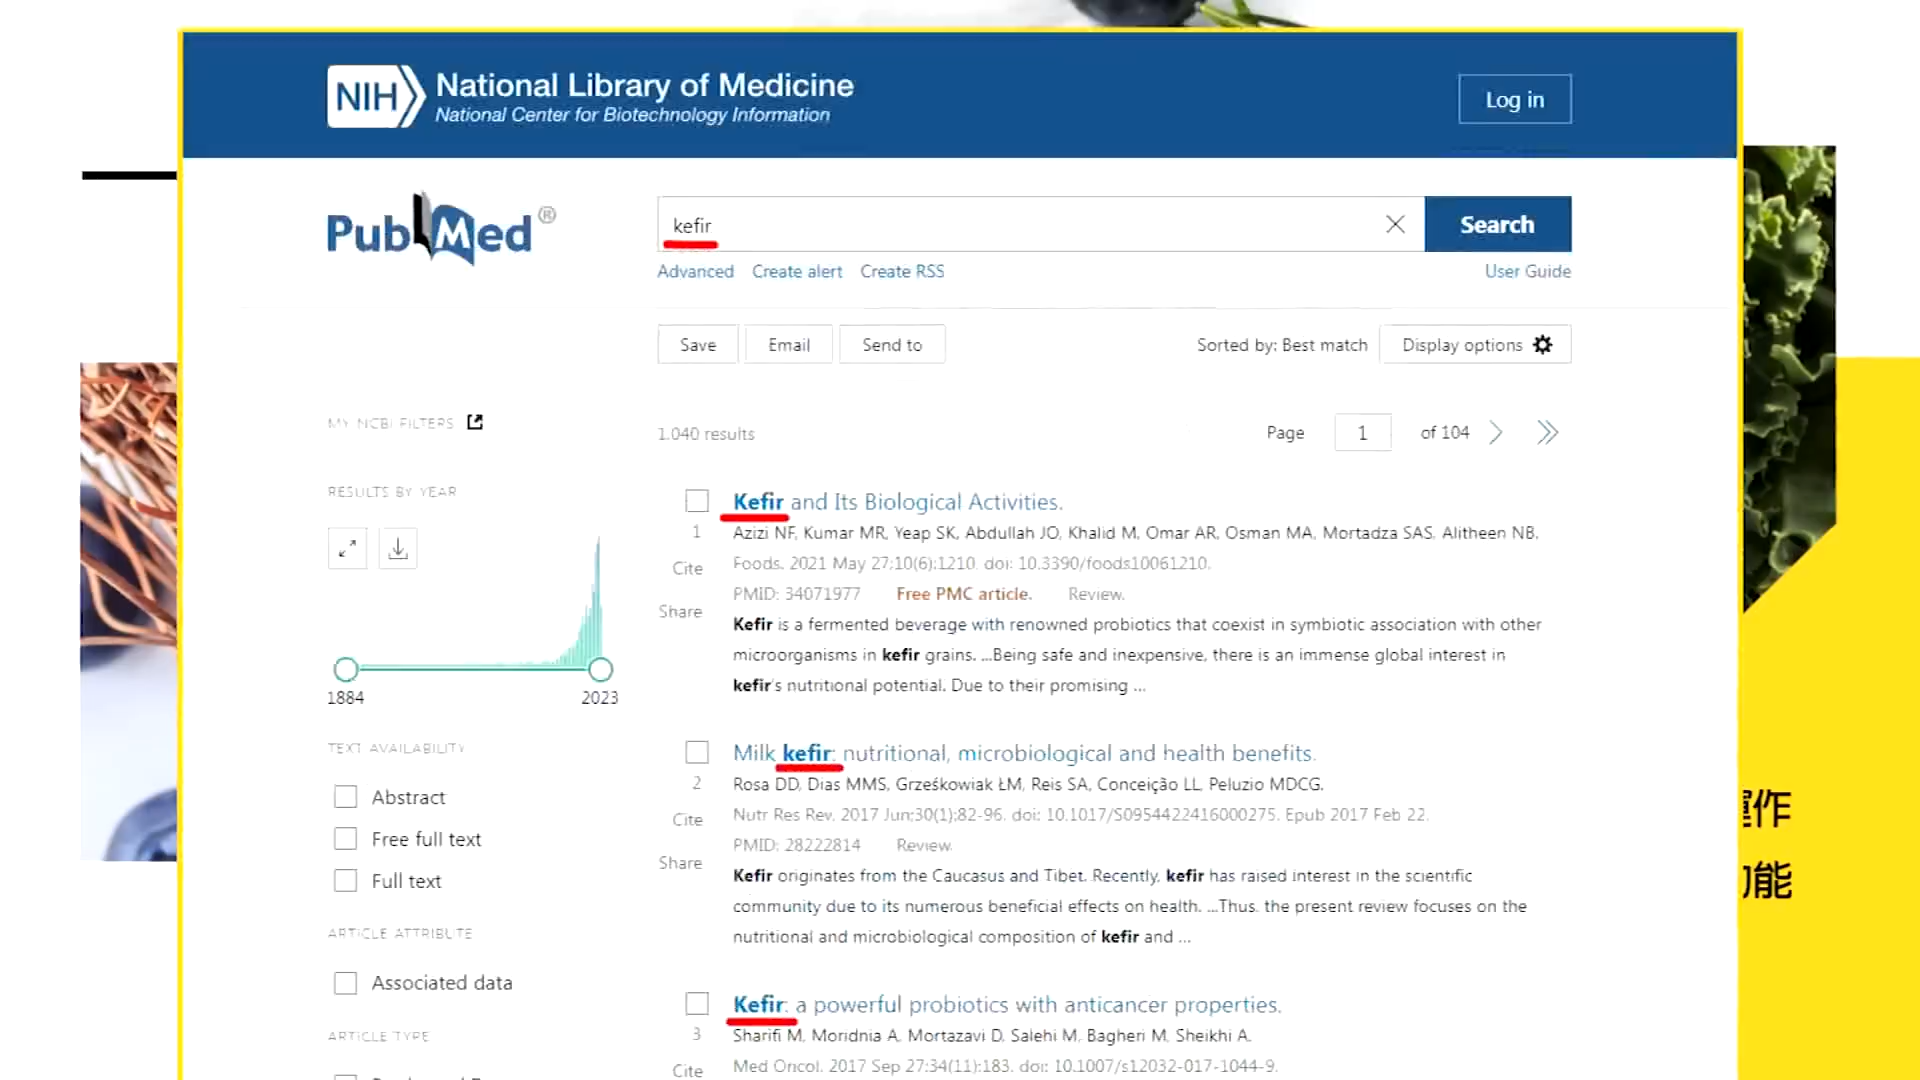 NIH National Library of Medicine
National Center for Biotechnology Information
Log in
PubMed®
kefir
Search
Advanced Create alert Create RSS
User Guide
Save Email Send to
Sorted by: Best match Display options
MY NCBI FILTERS
1,040 results
Page 1 of 104
RESULTS BY YEAR
1884 2023
TEXT AVAILABILITY
Abstract
Free full text
Full text
ARTICLE ATTRIBUTE
Associated data
ARTICLE TYPE
Kefir and Its Biological Activities.
1
Azizi NF, Kumar MR, Yeap SK, Abdullah JO, Khalid M, Omar AR, Osman MA, Mortadza SAS, Alitheen NB.
Cite
Foods. 2021 May 27;10(6):1210. doi: 10.3390/foods10061210.
PMID: 34071977 Free PMC article. Review.
Share
Kefir is a fermented beverage with renowned probiotics that coexist in symbiotic association with other
microorganisms in kefir grains. ...Being safe and inexpensive, there is an immense global interest in
kefir's nutritional potential. Due to their promising ...
Milk kefir: nutritional, microbiological and health benefits.
2
Rosa DD, Dias MMS, Grześkowiak ŁM, Reis SA, Conceição LL, Peluzio MDCG.
Cite
Nutr Res Rev. 2017 Jun;30(1):82-96. doi: 10.1017/S0954422416000275. Epub 2017 Feb 22.
PMID: 28222814 Review.
Share
Kefir originates from the Caucasus and Tibet. Recently, kefir has raised interest in the scientific
community due to its numerous beneficial effects on health. ...Thus, the present review focuses on the
nutritional and microbiological composition of kefir and ...
Kefir: a powerful probiotics with anticancer properties.
3
Sharifi M, Moridnia A, Mortazavi D, Salehi M, Bagheri M, Sheikhi A.
Cite
Med Oncol. 2017 Sep 27;34(11):183. doi: 10.1007/s12032-017-1044-9.
作
能